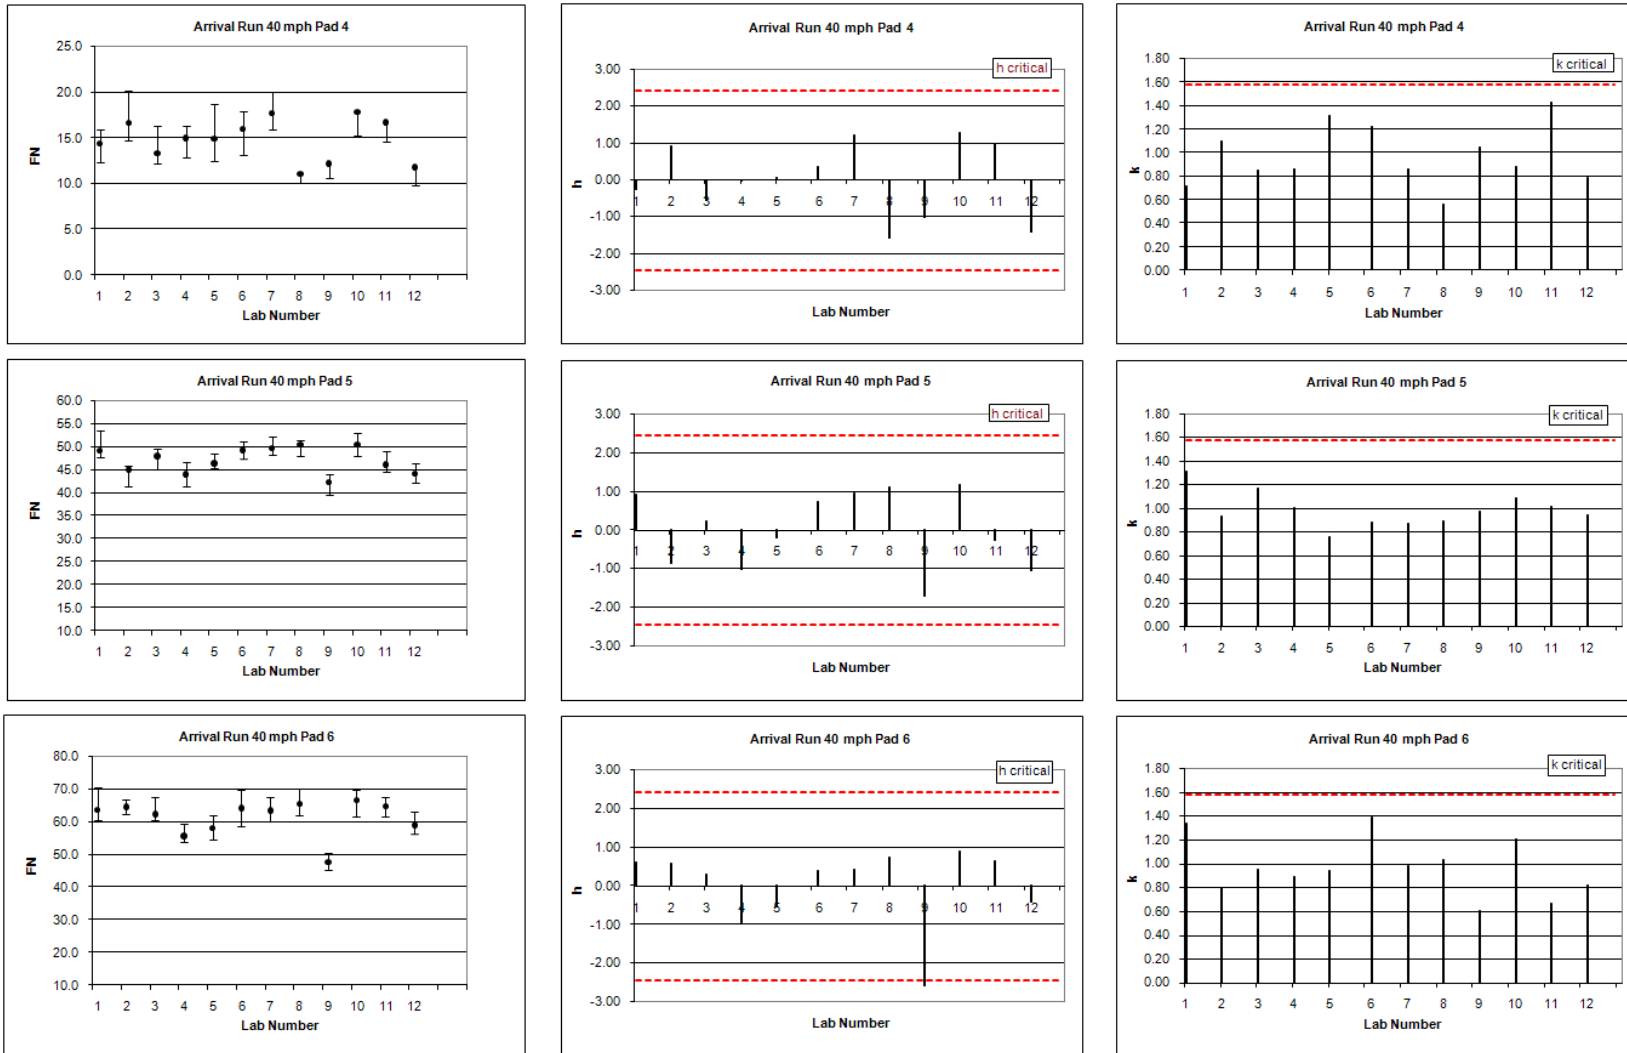 Arrival Run 40 mph Pad 4
25.0
20.0
15.0
10.0
5.0
0.0
FN
1 2 3 4 5 6 7 8 9 10 11 12
Lab Number
Arrival Run 40 mph Pad 4
h critical
3.00
2.00
1.00
0.00
-1.00
-2.00
-3.00
h
1 2 3 4 5 6 7 8 9 10 11 12
Lab Number
Arrival Run 40 mph Pad 4
k critical
1.80
1.60
1.40
1.20
1.00
0.80
0.60
0.40
0.20
0.00
k
1 2 3 4 5 6 7 8 9 10 11 12
Lab Number
Arrival Run 40 mph Pad 5
60.0
55.0
50.0
45.0
40.0
35.0
30.0
25.0
20.0
15.0
10.0
FN
1 2 3 4 5 6 7 8 9 10 11 12
Lab Number
Arrival Run 40 mph Pad 5
h critical
3.00
2.00
1.00
0.00
-1.00
-2.00
-3.00
h
1 2 3 4 5 6 7 8 9 10 11 12
Lab Number
Arrival Run 40 mph Pad 5
k critical
1.80
1.60
1.40
1.20
1.00
0.80
0.60
0.40
0.20
0.00
k
1 2 3 4 5 6 7 8 9 10 11 12
Lab Number
Arrival Run 40 mph Pad 6
80.0
70.0
60.0
50.0
40.0
30.0
20.0
10.0
FN
1 2 3 4 5 6 7 8 9 10 11 12
Lab Number
Arrival Run 40 mph Pad 6
h critical
3.00
2.00
1.00
0.00
-1.00
-2.00
-3.00
h
1 2 3 4 5 6 7 8 9 10 11 12
Lab Number
Arrival Run 40 mph Pad 6
k critical
1.80
1.60
1.40
1.20
1.00
0.80
0.60
0.40
0.20
0.00
k
1 2 3 4 5 6 7 8 9 10 11 12
Lab Number